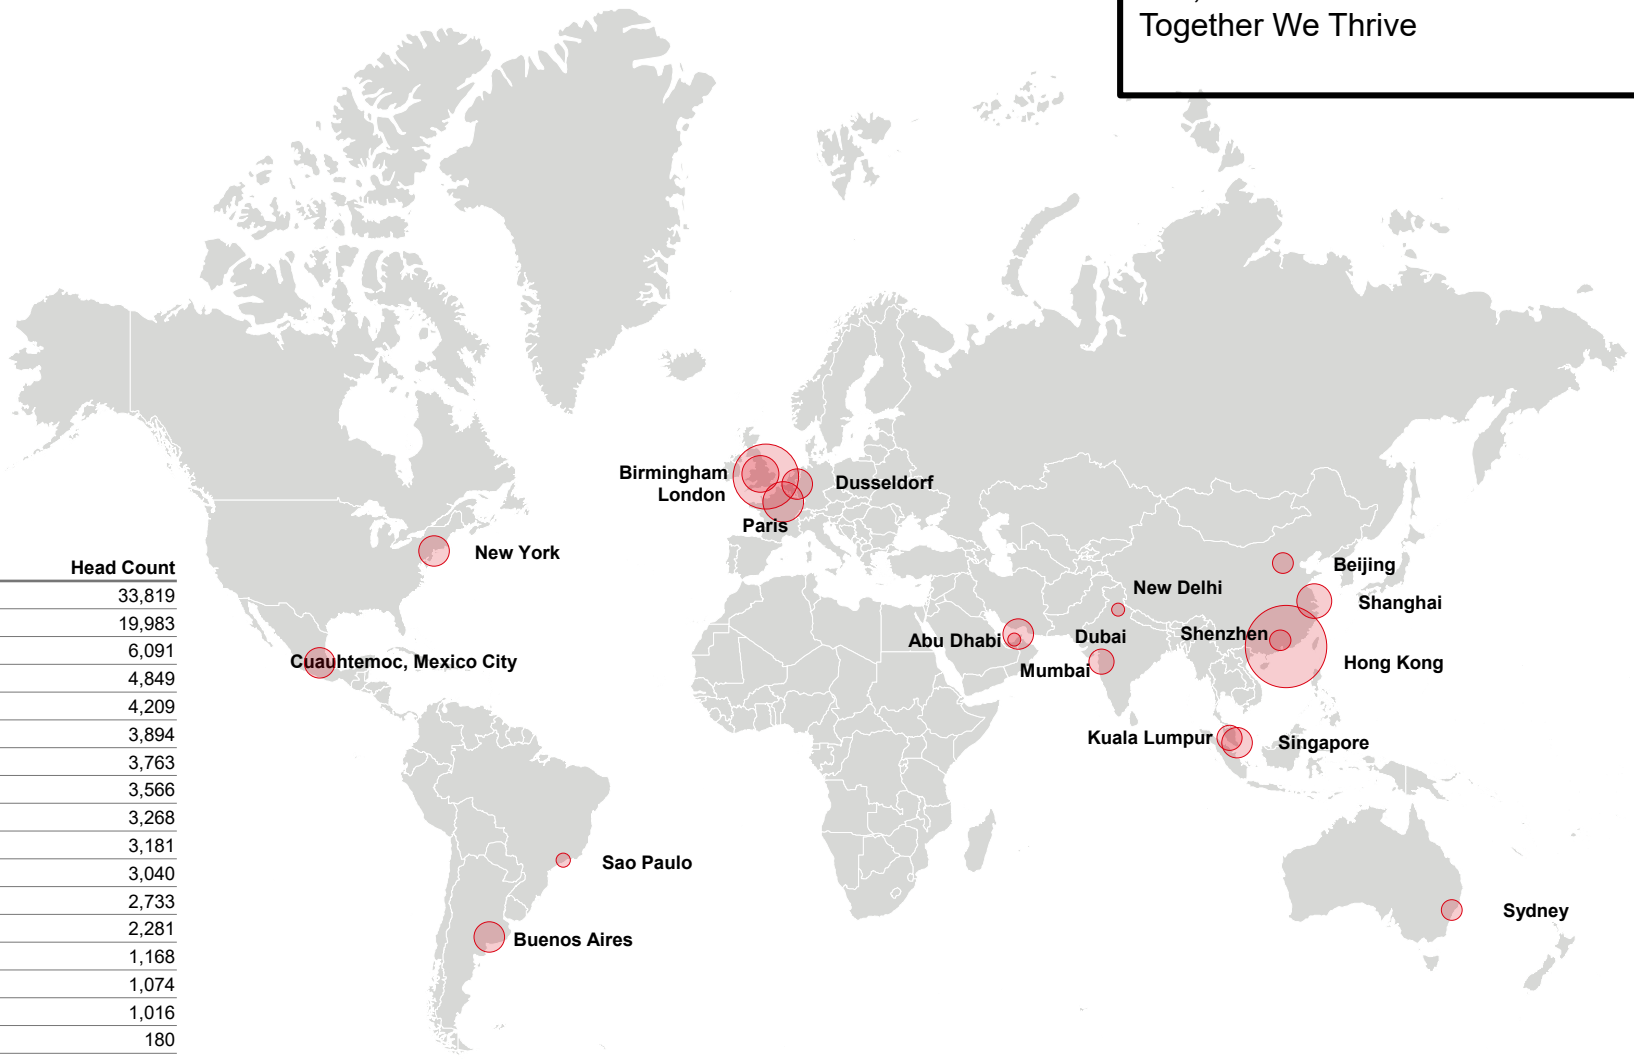 Together We Thrive
Birmingham
London
Dusseldorf
Paris
New York
Cuauhtemoc, Mexico City
Sao Paulo
Buenos Aires
Abu Dhabi
Dubai
New Delhi
Mumbai
Shenzhen
Beijing
Shanghai
Hong Kong
Kuala Lumpur
Singapore
Sydney
Head Count
33,819
19,983
6,091
4,849
4,209
3,894
3,763
3,566
3,268
3,181
3,040
2,733
2,281
1,168
1,074
1,016
180